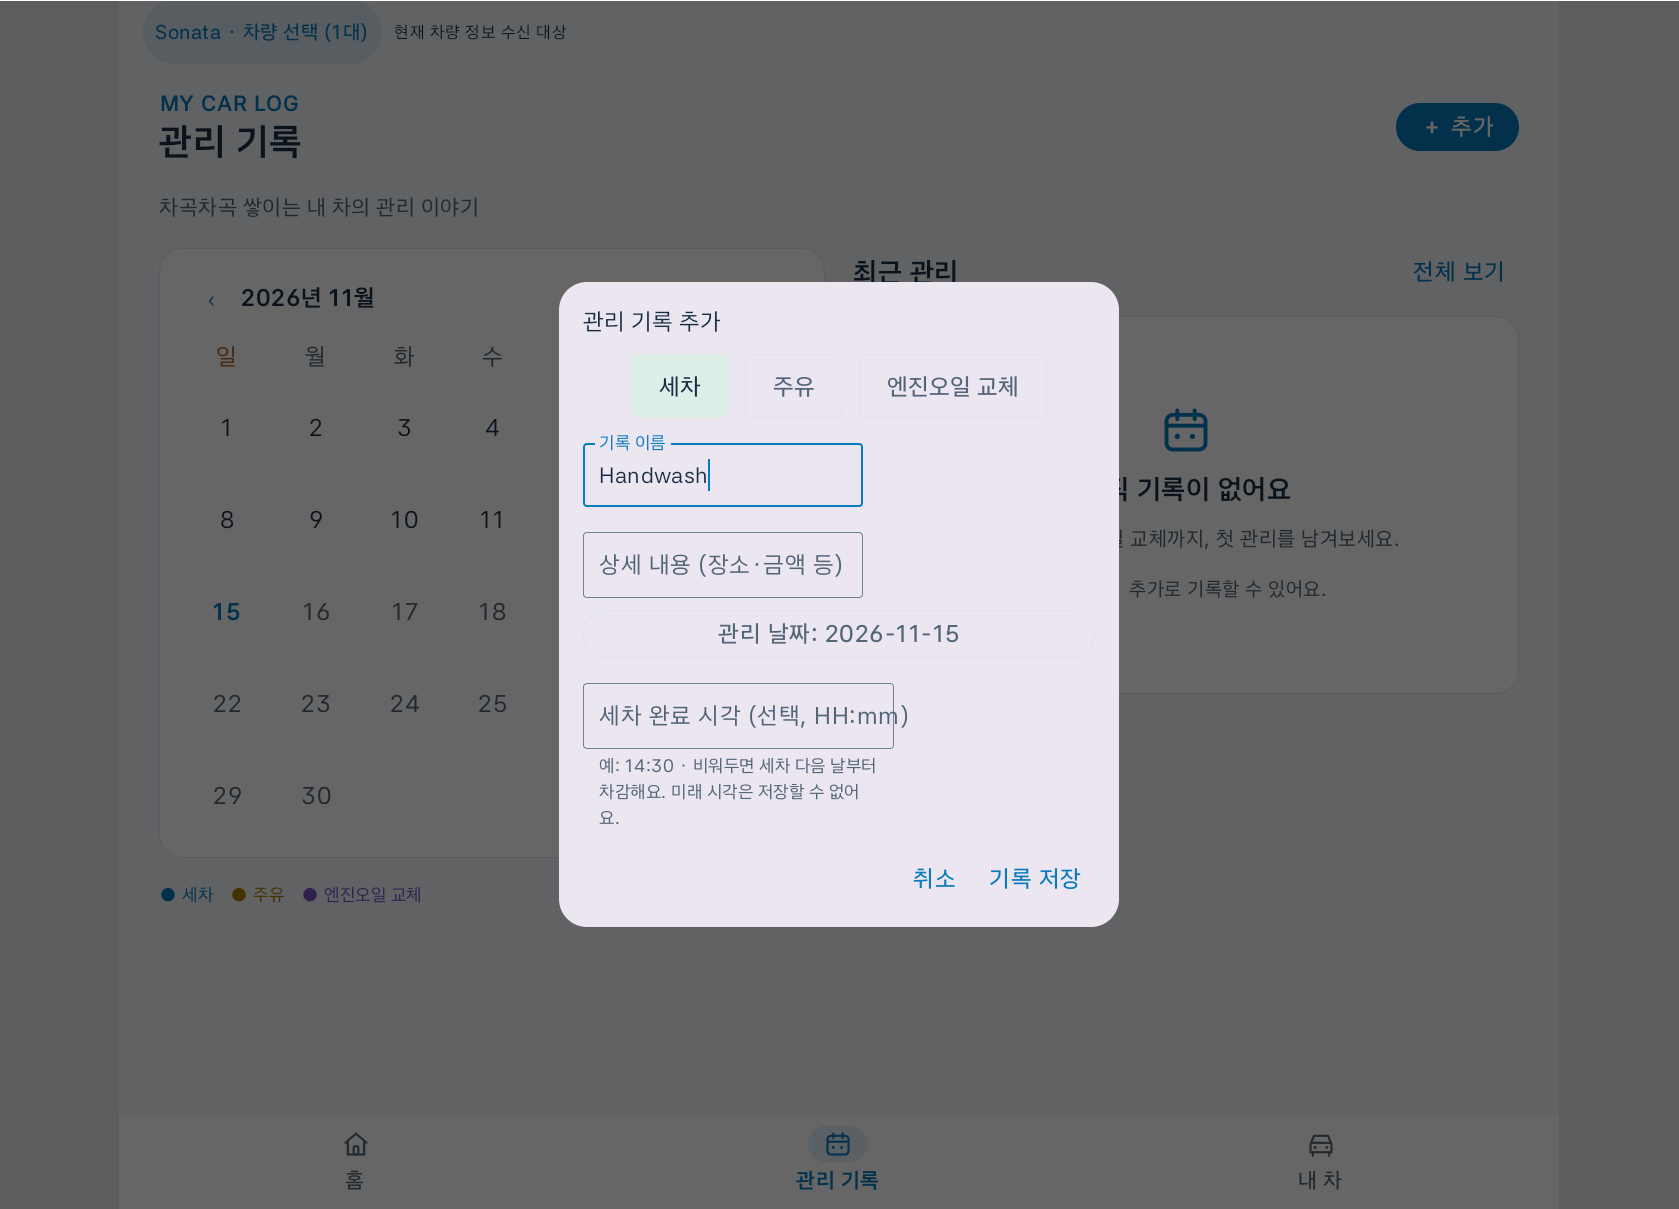 Sonata · 차량 선택 (1대)
현재 차량 정보 수신 대상
MY CAR LOG
관리 기록
+ 추가
차곡차곡 쌓이는 내 차의 관리 이야기
‹ 2026년 11월
일 월 화 수
1 2 3 4
8 9 10 11
15 16 17 18
22 23 24 25
29 30
세차 주유 엔진오일 교체
최근 관리
전체 보기
기록이 없어요
교체까지, 첫 관리를 남겨보세요.
추가로 기록할 수 있어요.
관리 기록 추가
세차 주유 엔진오일 교체
기록 이름
Handwash
상세 내용 (장소·금액 등)
관리 날짜: 2026-11-15
세차 완료 시각 (선택, HH:mm)
예: 14:30 · 비워두면 세차 다음 날부터
차감해요. 미래 시각은 저장할 수 없어
요.
취소 기록 저장
홈 관리 기록 내 차